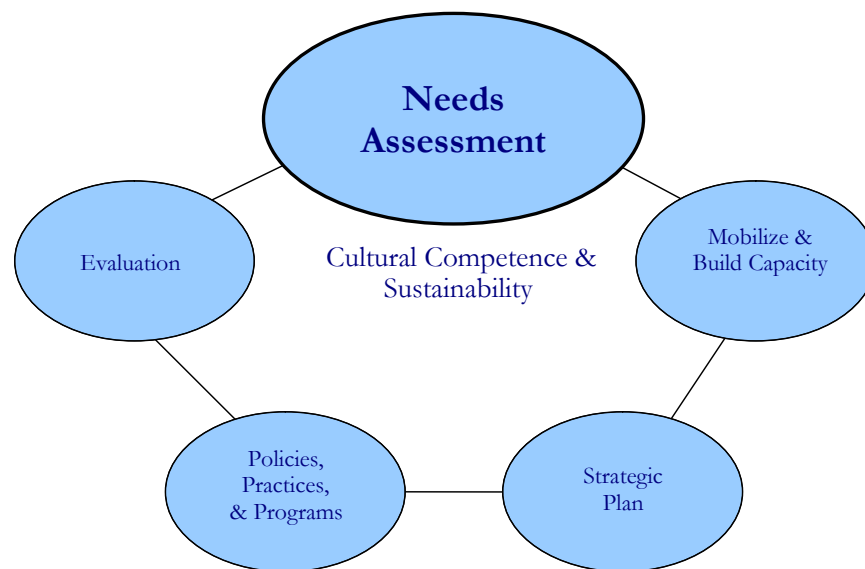 Needs
Assessment
Mobilize &
Build Capacity
Evaluation
Cultural Competence &
Sustainability
Policies,
Practices,
& Programs
Strategic
Plan